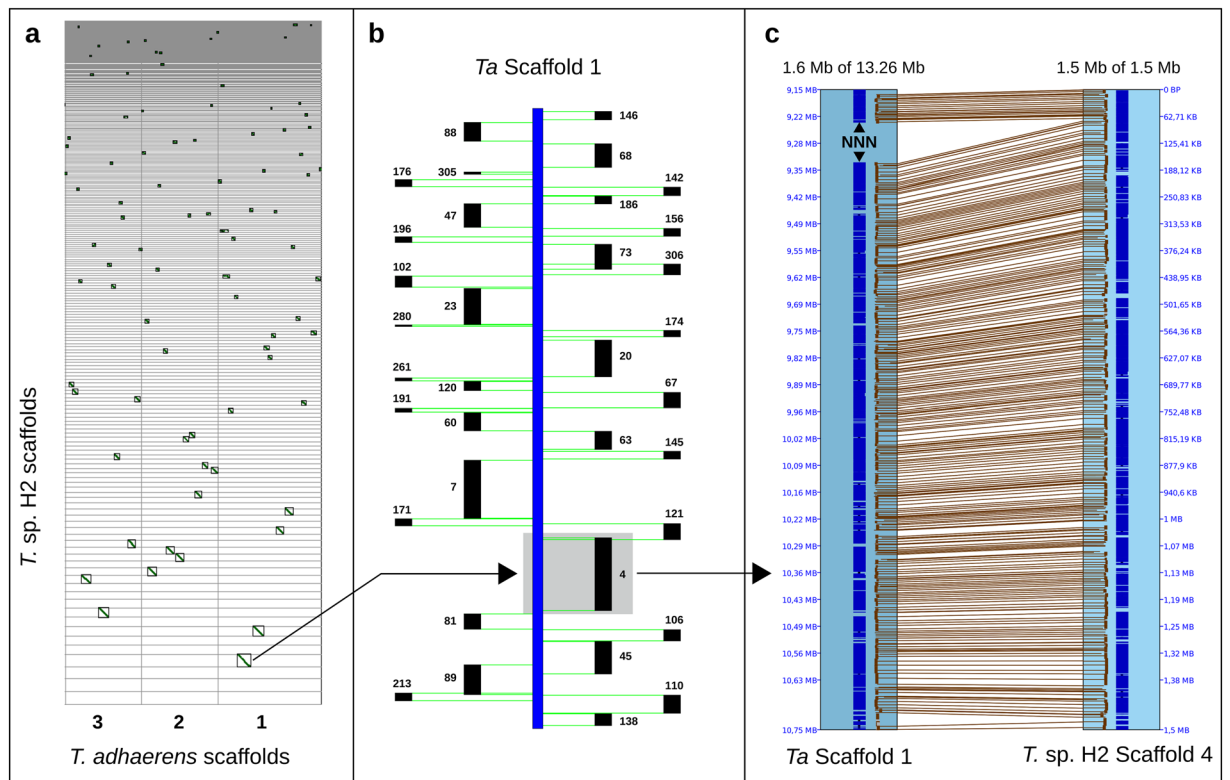 a
T. sp. H2 scaffolds
3 2 1
T. adhaerens scaffolds
b
Ta Scaffold 1
146
88
68
305
176
142
186
47
156
196
73
306
102
23
280
174
20
261
120
67
191
60
63
145
7
171
121
4
81
106
45
89
213
110
138
c
1.6 Mb of 13.26 Mb
1.5 Mb of 1.5 Mb
9,15 MB
9,22 MB
9,28 MB
9,35 MB
9,42 MB
9,49 MB
9,55 MB
9,62 MB
9,69 MB
9,75 MB
9,82 MB
9,89 MB
9,96 MB
10,02 MB
10,09 MB
10,16 MB
10,22 MB
10,29 MB
10,36 MB
10,43 MB
10,49 MB
10,56 MB
10,63 MB
10,75 MB
NNN
0 BP
62,71 KB
125,41 KB
188,12 KB
250,83 KB
313,53 KB
376,24 KB
438,95 KB
501,65 KB
564,36 KB
627,07 KB
689,77 KB
752,48 KB
815,19 KB
877,9 KB
940,6 KB
1 MB
1,07 MB
1,13 MB
1,19 MB
1,25 MB
1,32 MB
1,38 MB
1,5 MB
Ta Scaffold 1
T. sp. H2 Scaffold 4